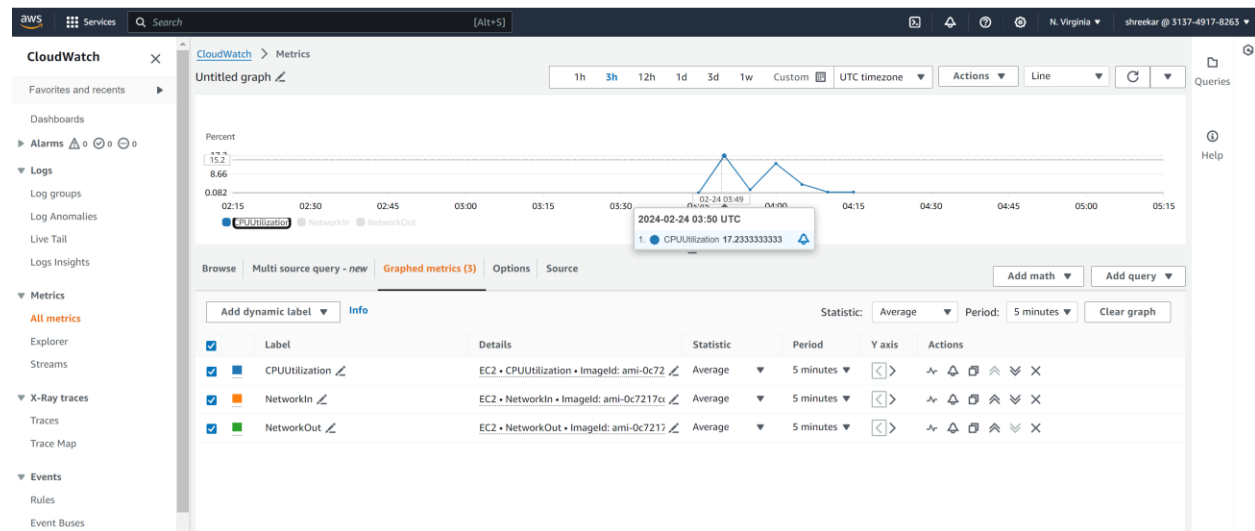 aws Services Search [Alt+S] N. Virginia ▼ shreekar @ 3137-4917-8263 ▼
CloudWatch
Favorites and recents
Dashboards
Alarms 0 0 0
Logs
Log groups
Log Anomalies
Live Tail
Logs Insights
Metrics
All metrics
Explorer
Streams
X-Ray traces
Traces
Trace Map
Events
Rules
Event Buses
CloudWatch > Metrics
Untitled graph
1h 3h 12h 1d 3d 1w Custom UTC timezone ▼ Actions ▼ Line ▼
Percent
15.2
8.66
0.082
02:15 02:30 02:45 03:00 03:15 03:30 03:45 04:00 04:15 04:30 04:45 05:00 05:15
02-24 03:49
CPUUtilization NetworkIn NetworkOut
2024-02-24 03:50 UTC
1. CPUUtilization 17.2333333333
Browse Multi source query - new Graphed metrics (3) Options Source
Add math ▼ Add query ▼
Add dynamic label ▼ Info
Statistic: Average ▼ Period: 5 minutes ▼ Clear graph
Label Details Statistic Period Y axis Actions
CPUUtilization EC2 • CPUUtilization • ImageId: ami-0c72 Average ▼ 5 minutes ▼ < >
NetworkIn EC2 • NetworkIn • ImageId: ami-0c7217cc Average ▼ 5 minutes ▼ < >
NetworkOut EC2 • NetworkOut • ImageId: ami-0c7217 Average ▼ 5 minutes ▼ < >
Queries
Help